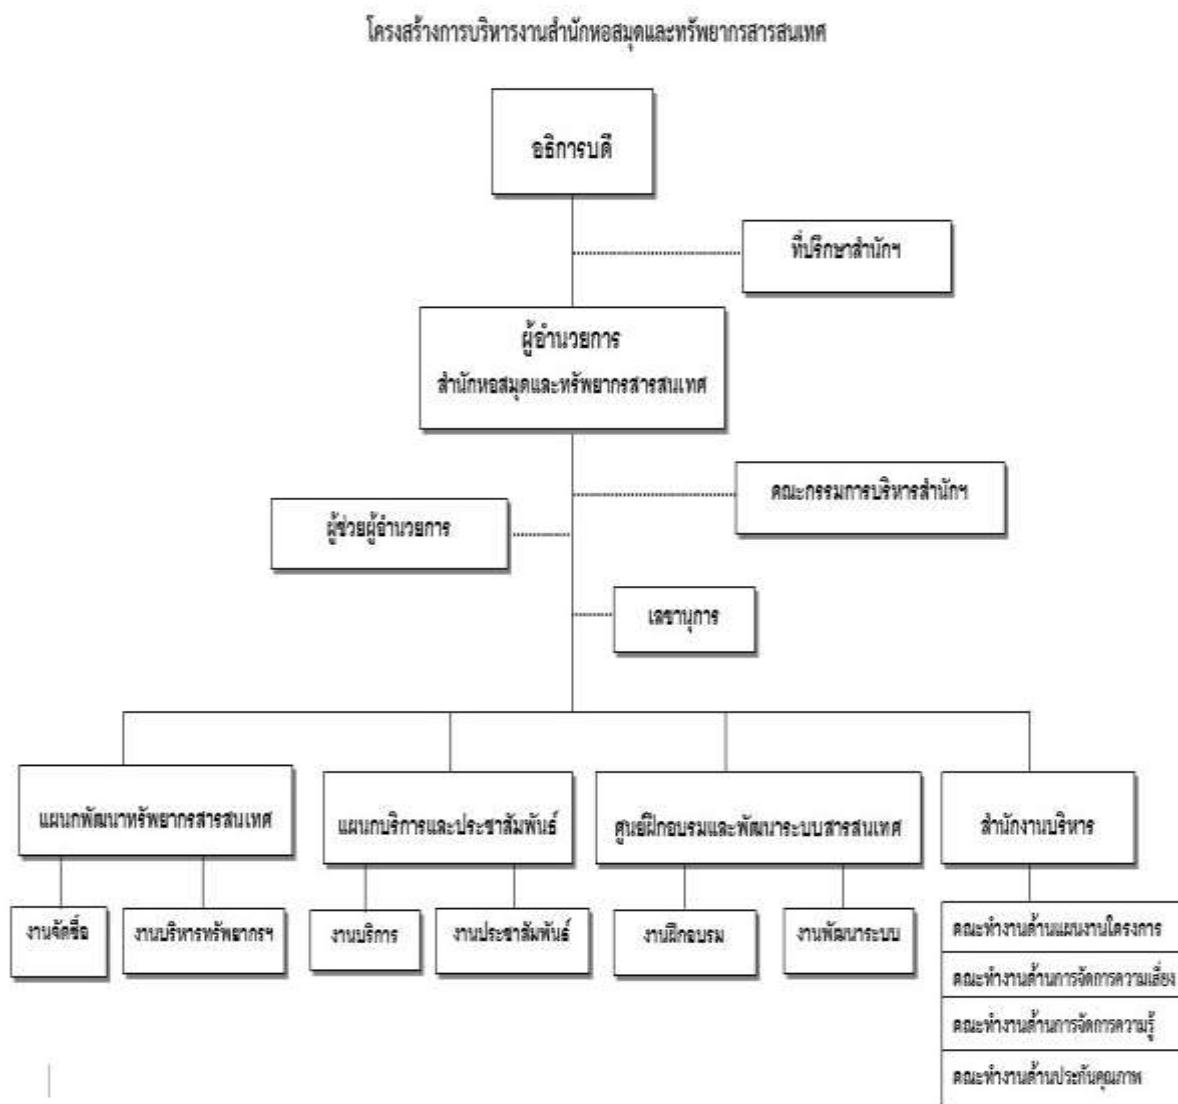 โครงสร้างการบริหารงานสำนักหอสมุดและทรัพยากรสารสนเทศ
อธิการบดี
ที่ปรึกษาสำนักฯ
ผู้อำนวยการ
สำนักหอสมุดและทรัพยากรสารสนเทศ
คณะกรรมการบริหารสำนักฯ
ผู้ช่วยผู้อำนวยการ
เลขานุการ
แผนกพัฒนาทรัพยากรสารสนเทศ
แผนกบริการและประชาสัมพันธ์
ศูนย์ฝึกอบรมและพัฒนาระบบสารสนเทศ
สำนักงานบริหาร
งานจัดซื้อ
งานบริหารทรัพยากรฯ
งานบริการ
งานประชาสัมพันธ์
งานฝึกอบรม
งานพัฒนาระบบ
คณะทำงานด้านแผนงานโครงการ
คณะทำงานด้านการจัดการความเสี่ยง
คณะทำงานด้านการจัดการความรู้
คณะทำงานด้านประกันคุณภาพ